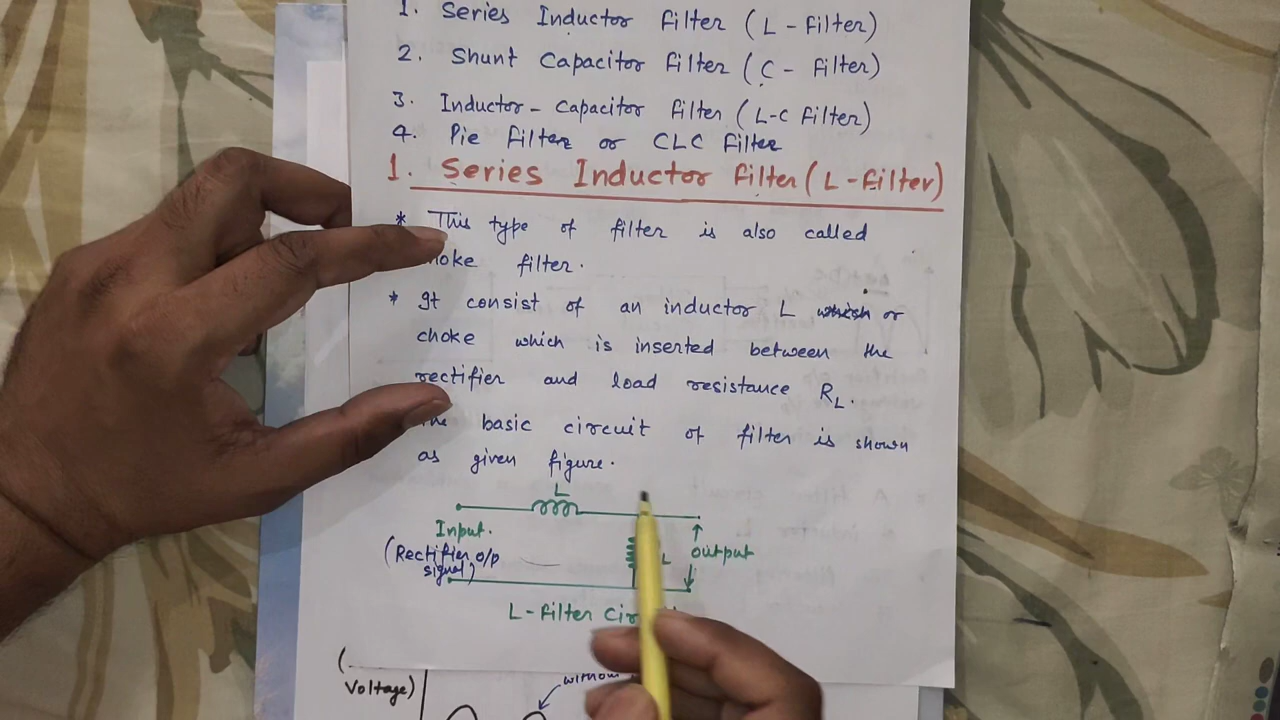 1. Series Inductor filter (L - filter)
2. Shunt Capacitor filter (C - filter)
3. Inductor - Capacitor filter (L-C filter)
4. Pie filter or CLC filter
1. Series Inductor filter (L - filter)
* This type of filter is also called
filter.
* It consist of an inductor L which or
choke which is inserted between the
rectifier and load resistance RL.
basic circuit of filter is shown
as given figure.
L
Input.
(Rectifier o/p
signal)
output
L
L - filter
(
Voltage)